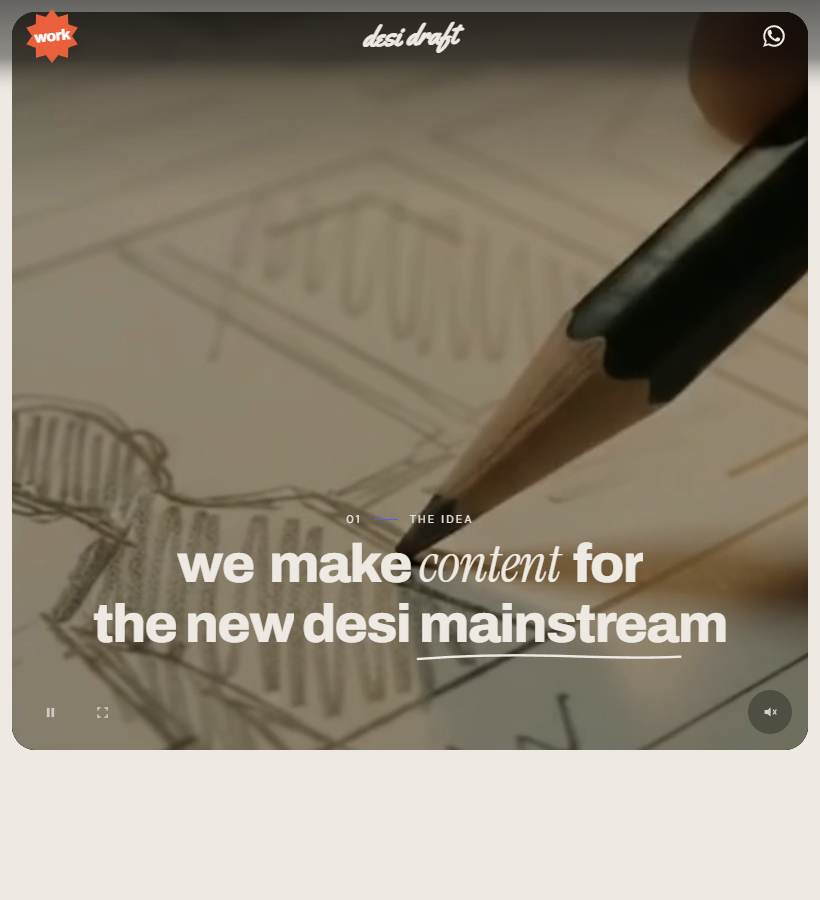 work
desi draft
01 THE IDEA
we make content for
the new desi mainstream